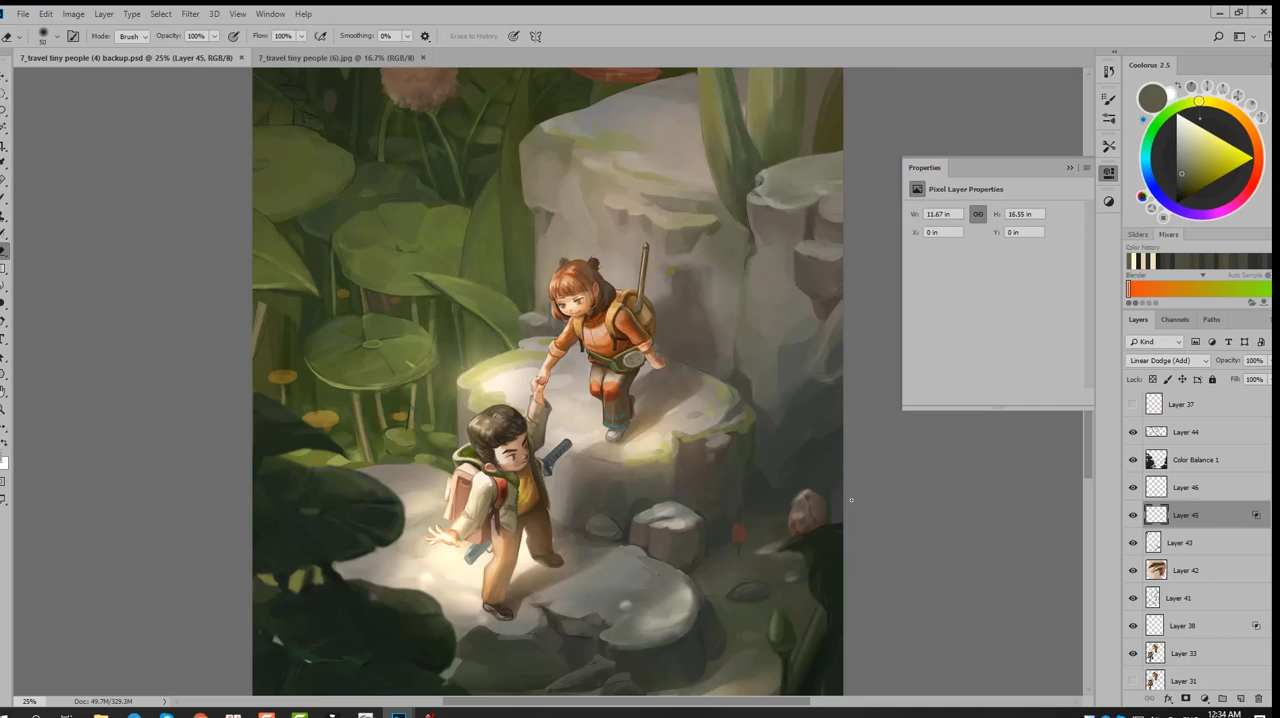 File Edit Image Layer Type Select Filter 3D View Window Help
50 Mode: Brush Opacity: 100% Flow: 100% Smoothing: 0% Erase to History
7_travel tiny people (4) backup.psd @ 25% (Layer 45, RGB/8) × 7_travel tiny people (6).jpg @ 16.7% (RGB/8) ×
Coolorus 2.5
Properties
Pixel Layer Properties
W: 11.67 in H: 16.55 in
X: 0 in Y: 0 in
Sliders Mixers
Color history
Blender Auto Sample
Layers Channels Paths
Kind
Linear Dodge (Add) Opacity: 100%
Lock: Fill: 100%
Layer 37
Layer 44
Color Balance 1
Layer 46
Layer 45
Layer 43
Layer 42
Layer 41
Layer 38
Layer 33
Layer 31
25% Doc: 49.7M/329.3M
12:34 AM